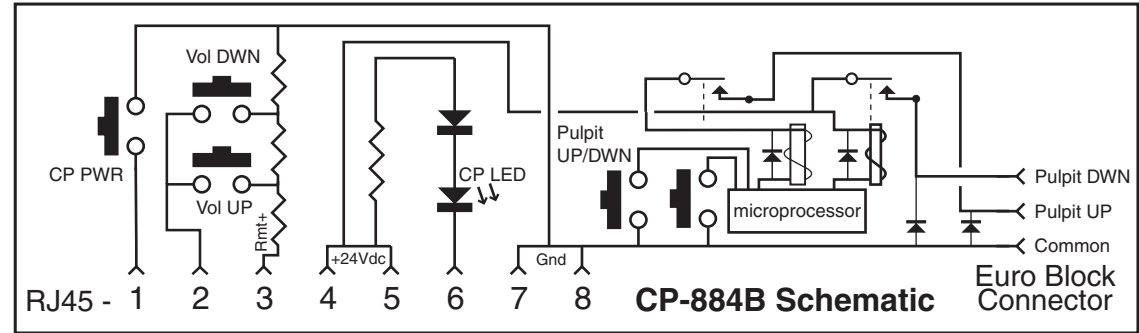 Vol DWN
CP PWR
Vol UP
Rmt+
+24Vdc
CP LED
Pulpit
UP/DWN
microprocessor
Gnd
Pulpit DWN
Pulpit UP
Common
Euro Block
Connector
RJ45 - 1 2 3 4 5 6 7 8
CP-884B Schematic